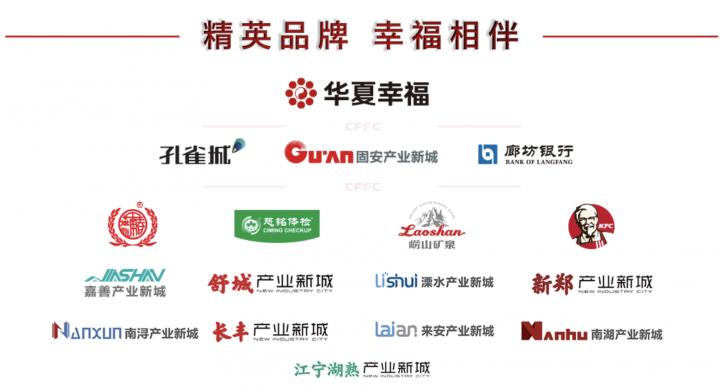 精英品牌 幸福相伴
华夏幸福
CFFC
孔雀城
Gu'An 固安产业新城
廊坊银行
BANK OF LANGFANG
CFFC
慈铭体检
CIMING CHECKUP
Laoshan
崂山矿泉
KFC
JIASHAN
嘉善产业新城
舒城 产业新城
NEW INDUSTRY CITY
Lishui 溧水产业新城
新郑 产业新城
NEW INDUSTRY CITY
NANXUN 南浔产业新城
长丰 产业新城
NEW INDUSTRY CITY
Laian 来安产业新城
Nanhu 南湖产业新城
江宁湖熟 产业新城
NEW INDUSTRY CITY